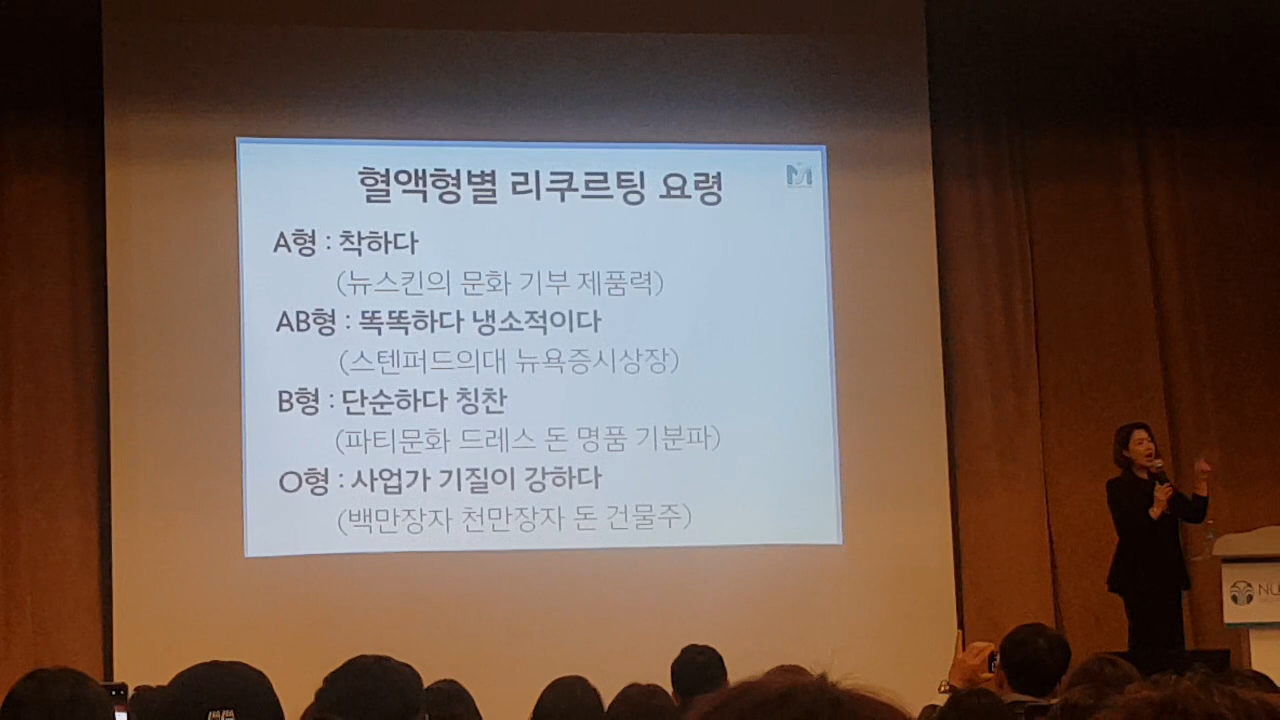 혈액형별 리쿠르팅 요령
A형 : 착하다
(뉴스킨의 문화 기부 제품력)
AB형 : 똑똑하다 냉소적이다
(스텐퍼드의대 뉴욕증시상장)
B형 : 단순하다 칭찬
(파티문화 드레스 돈 명품 기분파)
O형 : 사업가 기질이 강하다
(백만장자 천만장자 돈 건물주)
NU